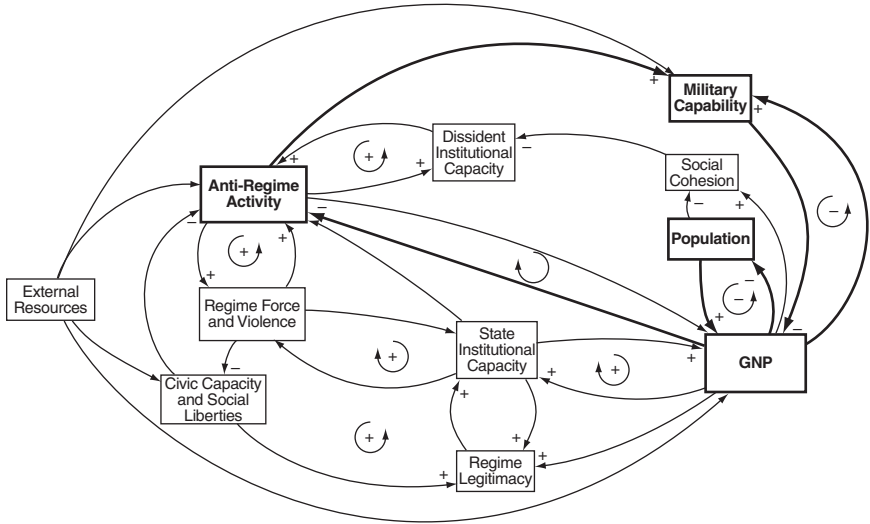 Military
Capability
Dissident
Institutional
Capacity
Social
Cohesion
Anti-Regime
Activity
Population
External
Resources
Regime Force
and Violence
State
Institutional
Capacity
GNP
Civic Capacity
and Social
Liberties
Regime
Legitimacy